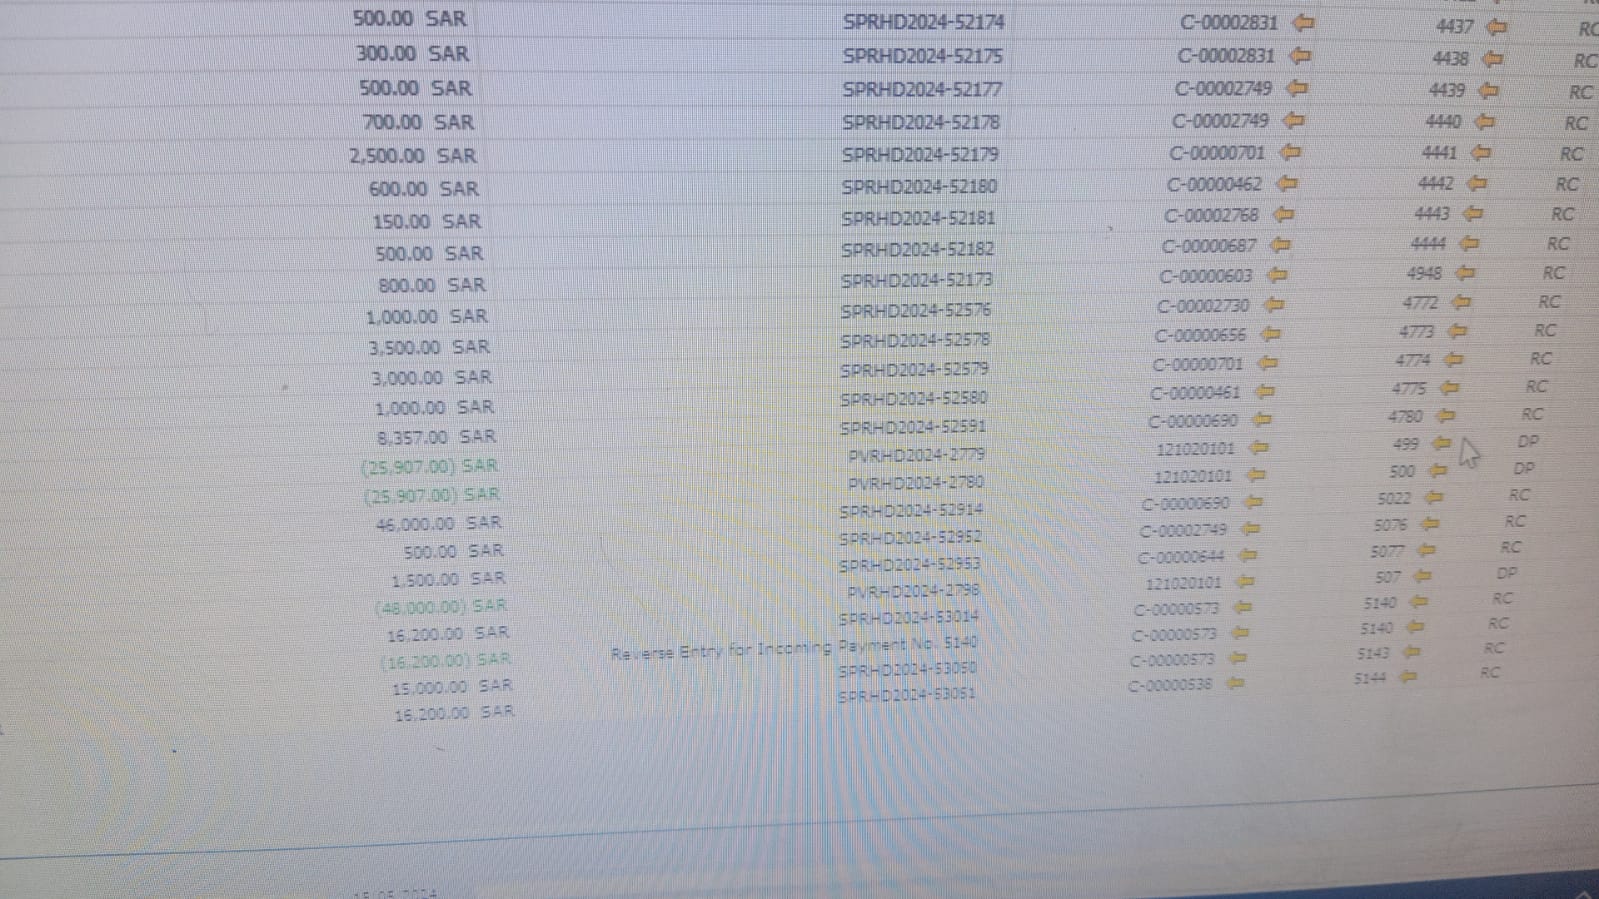 500.00 SAR SPRHD2024-52174 C-00002831 4437 RC
300.00 SAR SPRHD2024-52175 C-00002831 4438 RC
500.00 SAR SPRHD2024-52177 C-00002749 4439 RC
700.00 SAR SPRHD2024-52178 C-00002749 4440 RC
2,500.00 SAR SPRHD2024-52179 C-00000701 4441 RC
600.00 SAR SPRHD2024-52180 C-00000462 4442 RC
150.00 SAR SPRHD2024-52181 C-00002768 4443 RC
500.00 SAR SPRHD2024-52182 C-00000687 4444 RC
800.00 SAR SPRHD2024-52173 C-00000603 4948 RC
1,000.00 SAR SPRHD2024-52576 C-00002730 4772 RC
3,500.00 SAR SPRHD2024-52578 C-00000656 4773 RC
3,000.00 SAR SPRHD2024-52579 C-00000701 4774 RC
1,000.00 SAR SPRHD2024-52580 C-00000461 4775 RC
8,357.00 SAR SPRHD2024-52591 C-00000690 4780 RC
(25,907.00) SAR PVRHD2024-2779 121020101 499 DP
(25,907.00) SAR PVRHD2024-2780 121020101 500 DP
46,000.00 SAR SPRHD2024-52914 C-00000690 5022 RC
500.00 SAR SPRHD2024-52952 C-00002749 5076 RC
1,500.00 SAR SPRHD2024-52953 C-00000644 5077 RC
(48,000.00) SAR PVRHD2024-2798 121020101 507 DP
16,200.00 SAR SPRHD2024-53014 C-00000573 5140 RC
(16,200.00) SAR Reverse Entry for Incoming Payment No. 5140 C-00000573 5140 RC
15,000.00 SAR SPRHD2024-53050 C-00000573 5143 RC
16,200.00 SAR SPRHD2024-53051 C-00000538 5144 RC